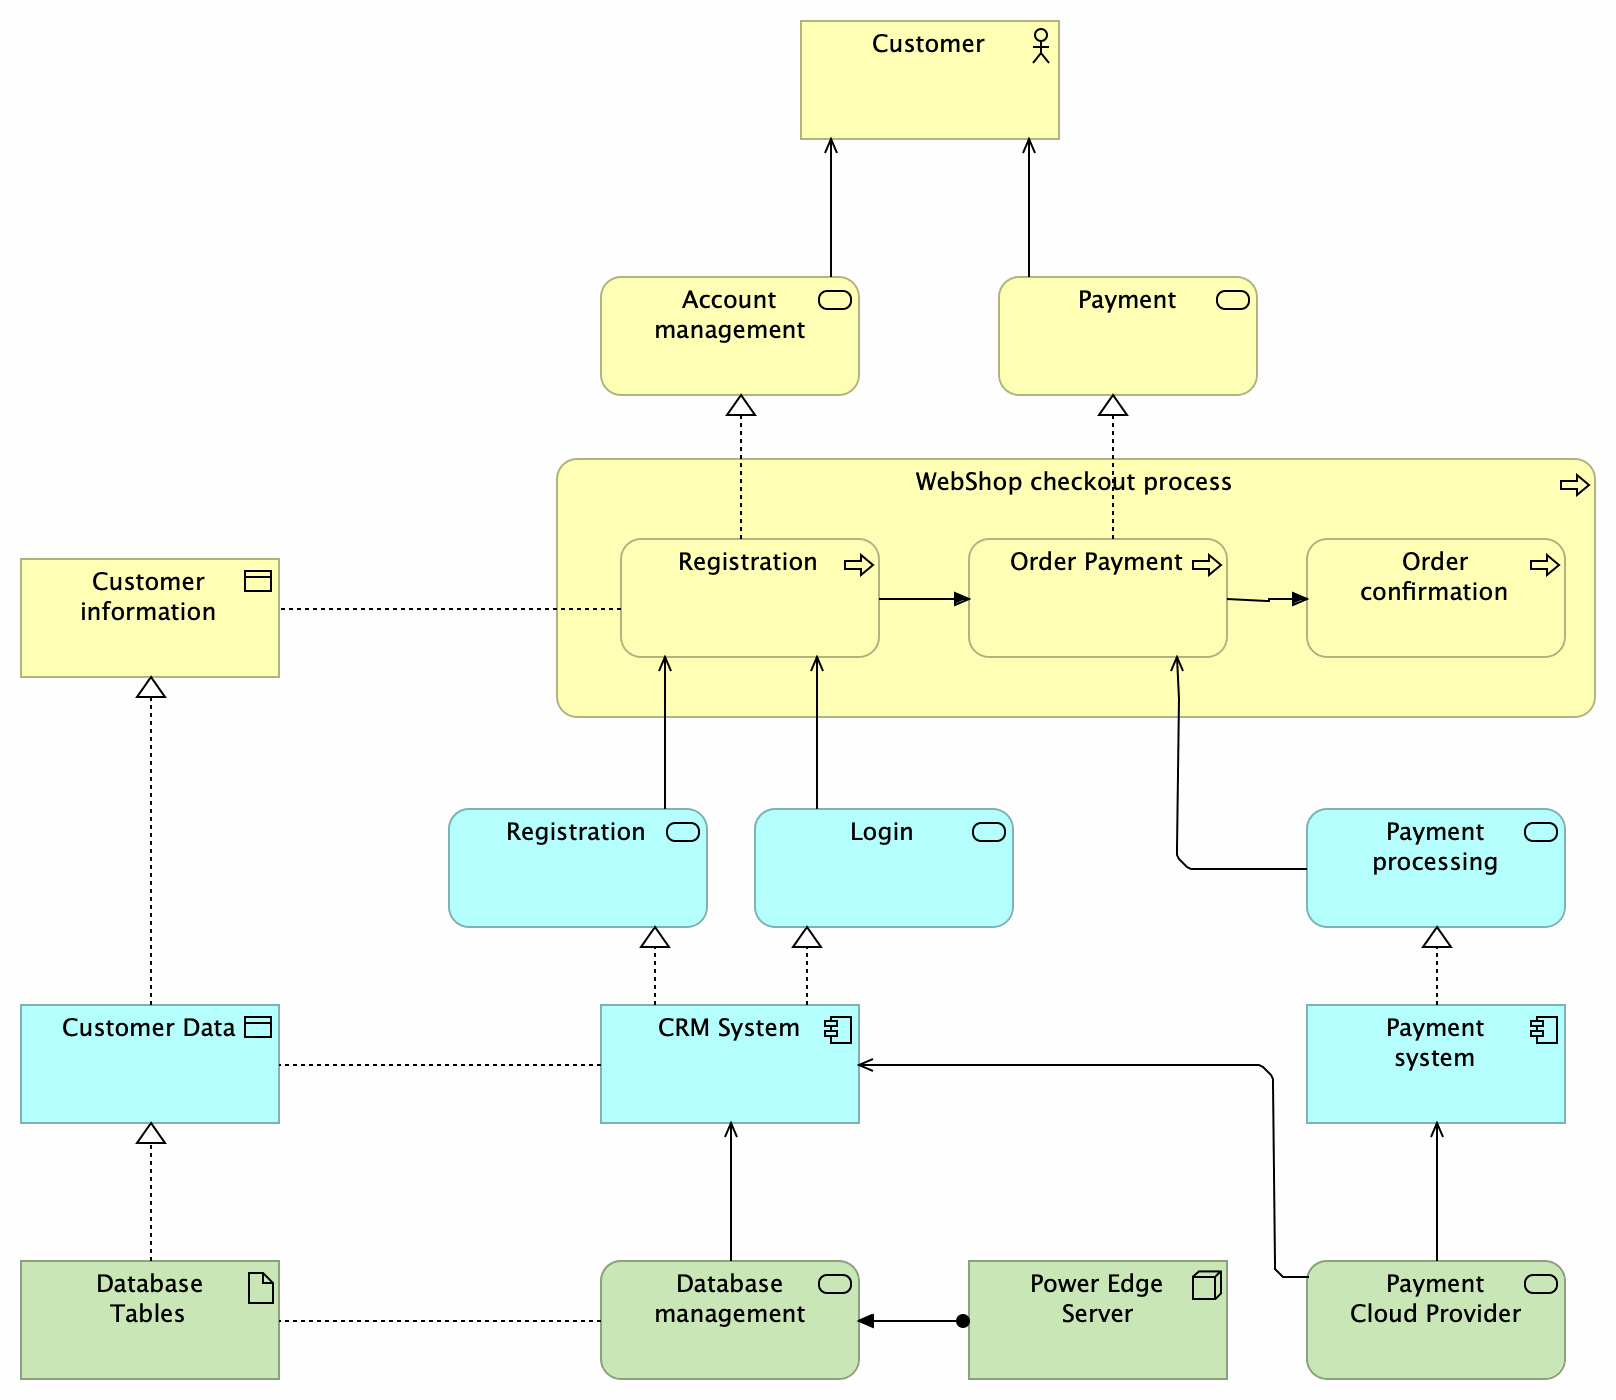 Customer
Account
management
Payment
WebShop checkout process
Registration
Order Payment
Order
confirmation
Customer
information
Registration
Login
Payment
processing
Customer Data
CRM System
Payment
system
Database
Tables
Database
management
Power Edge
Server
Payment
Cloud Provider